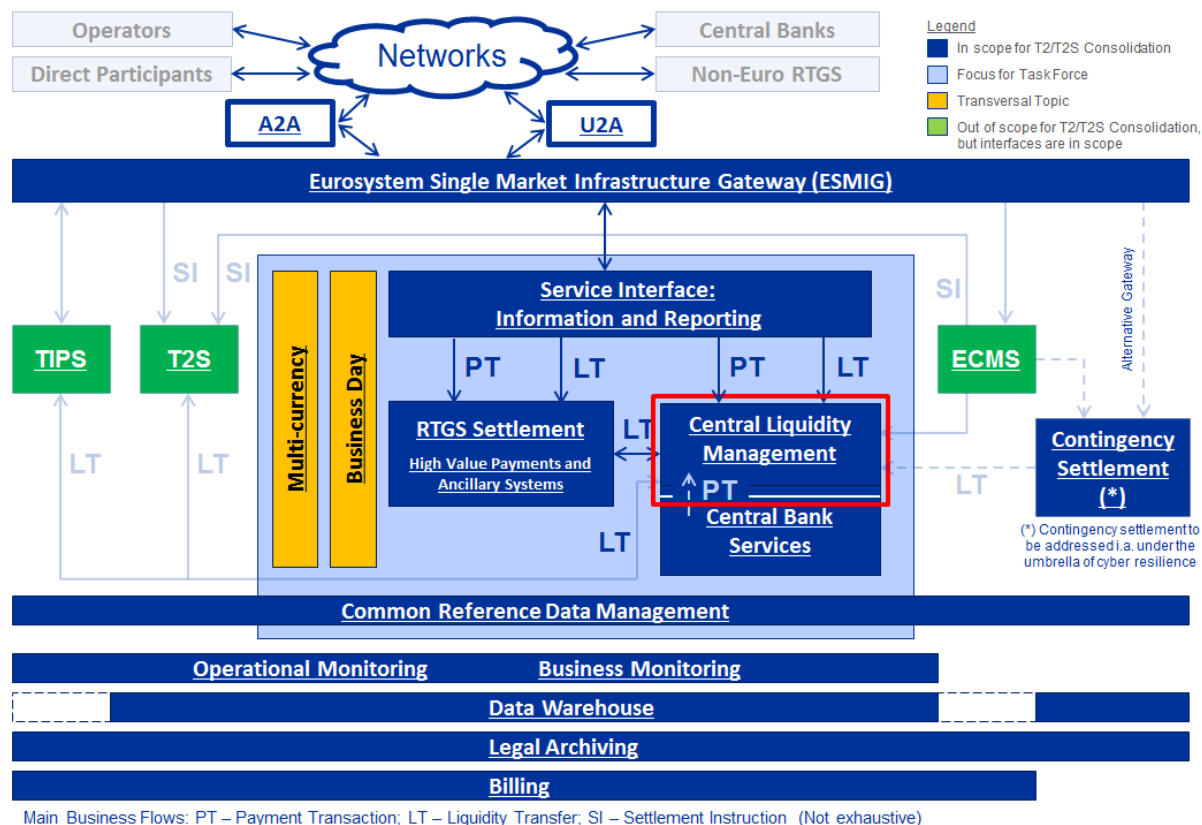 Operators
Direct Participants
Networks
Central Banks
Non-Euro RTGS
Legend
In scope for T2/T2S Consolidation
Focus for Task Force
Transversal Topic
Out of scope for T2/T2S Consolidation,
but interfaces are in scope
A2A
U2A
Eurosystem Single Market Infrastructure Gateway (ESMIG)
SI
SI
SI
Alternative Gateway
Service Interface:
Information and Reporting
TIPS
T2S
Multi-currency
Business Day
PT
LT
PT
LT
ECMS
RTGS Settlement
High Value Payments and
Ancillary Systems
LT
Central Liquidity
Management
PT
Central Bank
Services
Contingency
Settlement
(*)
LT
LT
LT
LT
(*) Contingency settlement to
be addressed i.a. under the
umbrella of cyber resilience
Common Reference Data Management
Operational Monitoring
Business Monitoring
Data Warehouse
Legal Archiving
Billing
Main Business Flows: PT – Payment Transaction; LT – Liquidity Transfer; SI – Settlement Instruction (Not exhaustive)